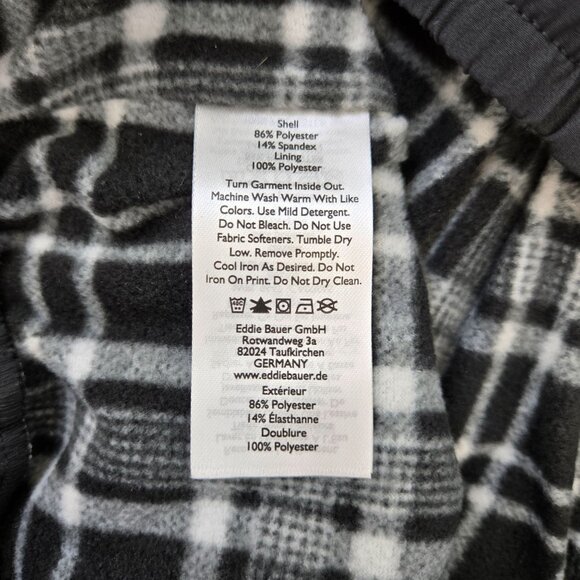 Shell
86% Polyester
14% Spandex
Lining
100% Polyester
Turn Garment Inside Out.
Machine Wash Warm With Like
Colors. Use Mild Detergent.
Do Not Bleach. Do Not Use
Fabric Softeners. Tumble Dry
Low. Remove Promptly.
Cool Iron As Desired. Do Not
Iron On Print. Do Not Dry Clean.
Eddie Bauer GmbH
Rotwandweg 3a
82024 Taufkirchen
GERMANY
www.eddiebauer.de
Extérieur
86% Polyester
14% Élasthanne
Doublure
100% Polyester